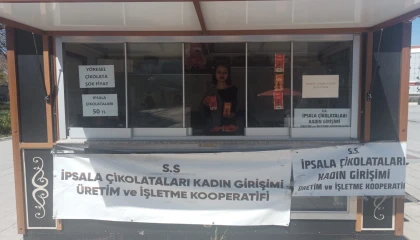 YÖRESEL
ÇİKOLATA
ŞOK FİYAT
İPSALA
ÇİKOLATALARI
50 TL
S.S
İPSALA ÇİKOLATALARI
KADIN GİRİŞİMİ
S.S
İPSALA ÇİKOLATALARI KADIN GİRİŞİMİ
ÜRETİM ve İŞLETME KOOPERATİFİ
S.S.
İPSALA ÇİKOLATALARI
KADIN GİRİŞİMİ
ÜRETİM ve İŞLETME KOOPERATİFİ